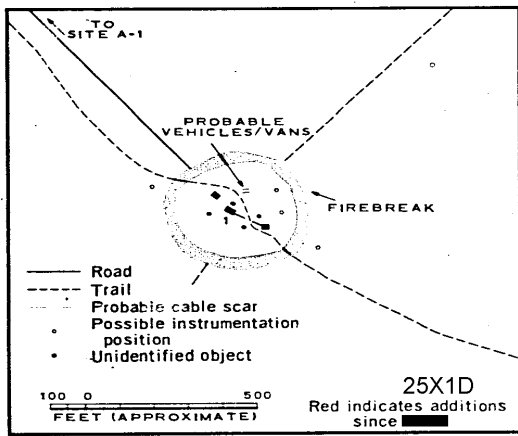 TO
SITE A-1
PROBABLE
VEHICLES/VANS
FIREBREAK
1
Road
Trail
Probable cable scar
Possible instrumentation
position
Unidentified object
100 0 500
FEET (APPROXIMATE)
25X1D
Red indicates additions
since